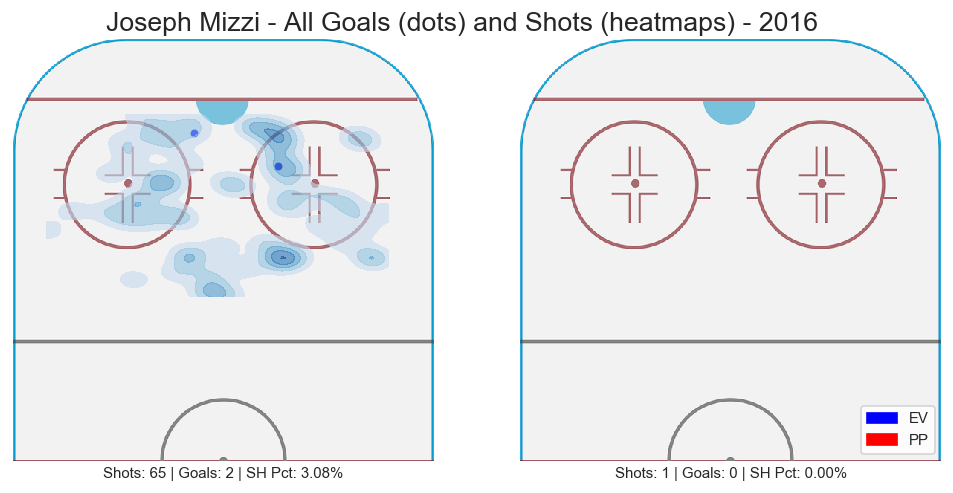 Joseph Mizzi - All Goals (dots) and Shots (heatmaps) - 2016
EV
PP
Shots: 65 | Goals: 2 | SH Pct: 3.08%
Shots: 1 | Goals: 0 | SH Pct: 0.00%